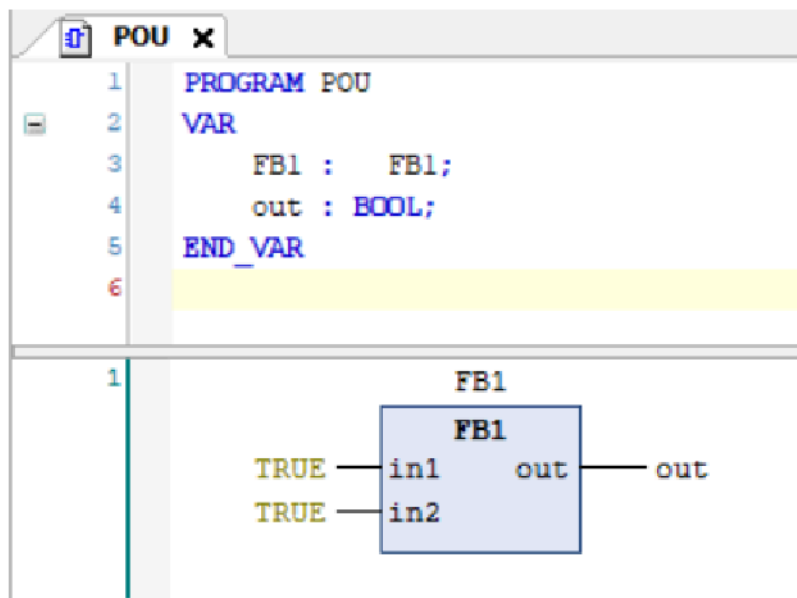 POU
1 PROGRAM POU
2 VAR
3 FB1 : FB1;
4 out : BOOL;
5 END_VAR
6
1 FB1
FB1
TRUE in1 out out
TRUE in2